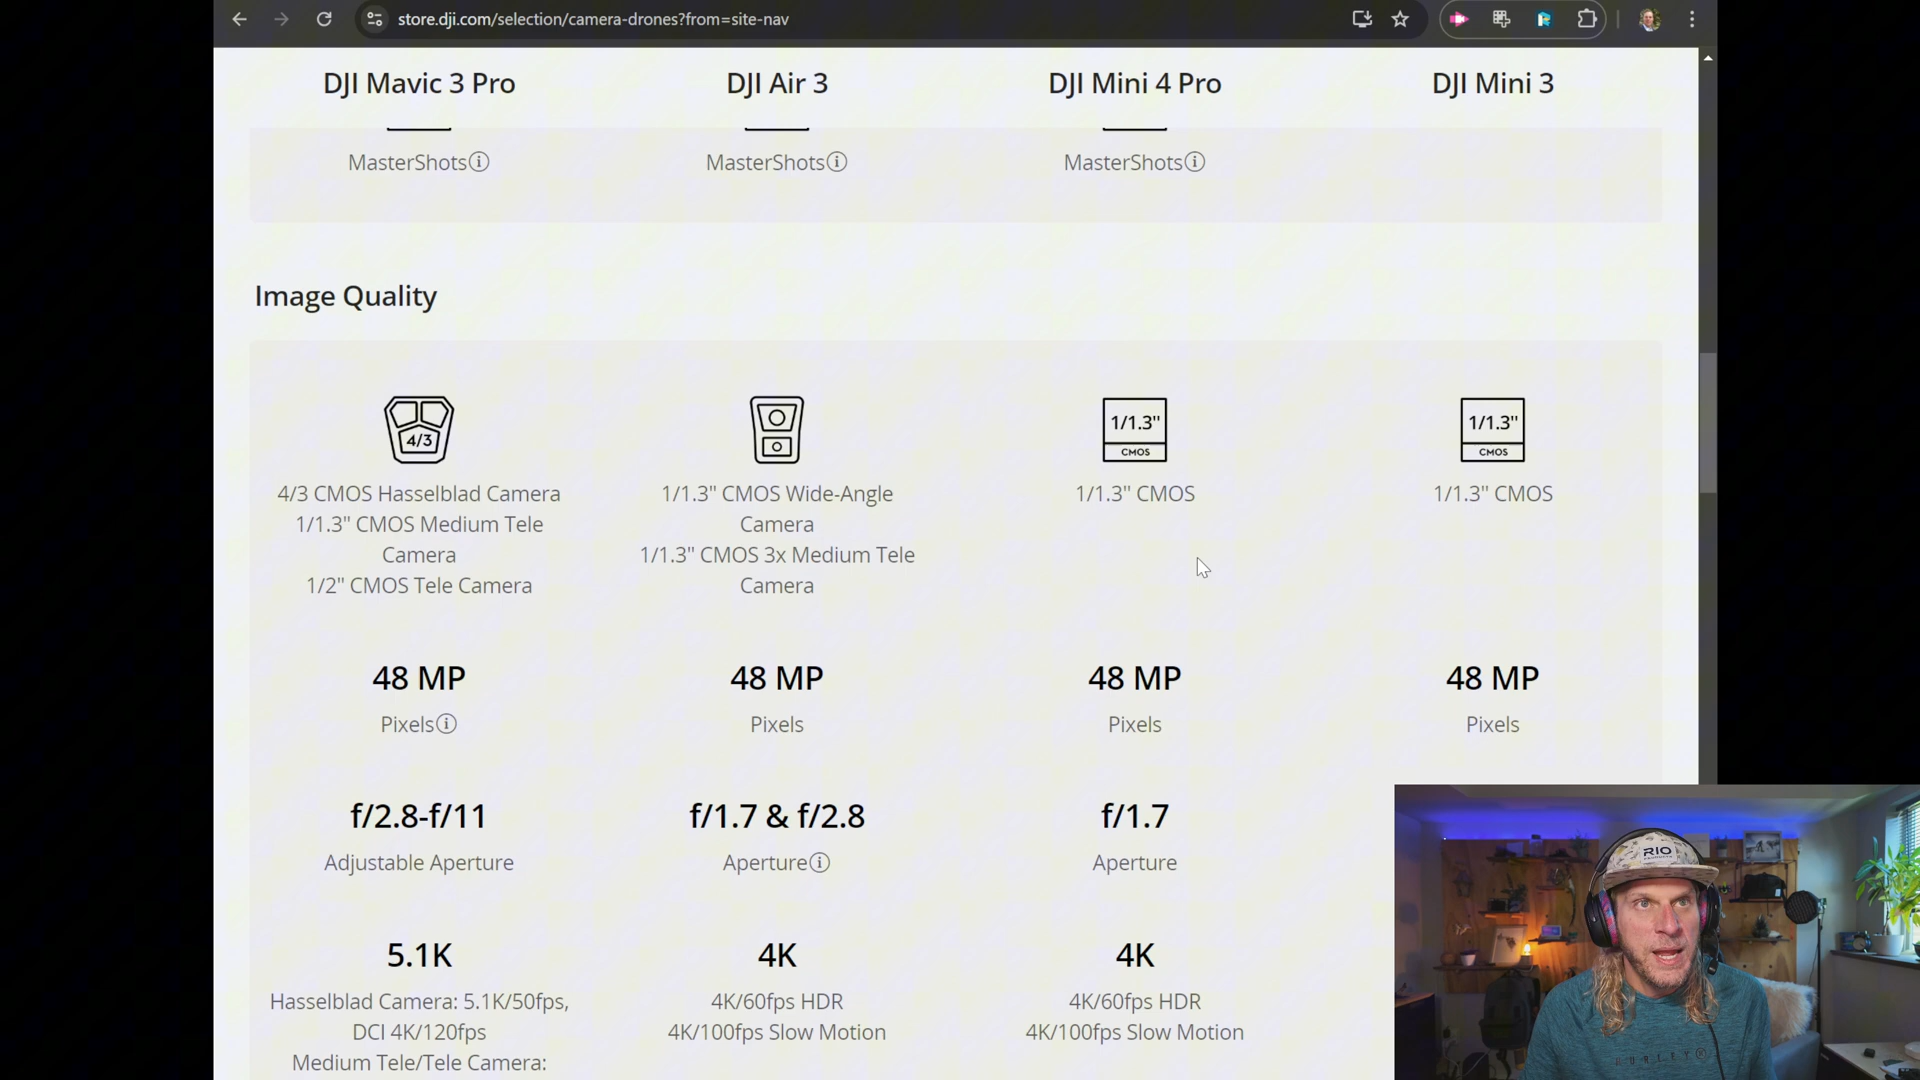 store.dji.com/selection/camera-drones?from=site-nav
DJI Mavic 3 Pro DJI Air 3 DJI Mini 4 Pro DJI Mini 3
MasterShots MasterShots MasterShots
Image Quality
4/3
1/1.3" CMOS
1/1.3" CMOS
4/3 CMOS Hasselblad Camera
1/1.3" CMOS Medium Tele
Camera
1/2" CMOS Tele Camera
1/1.3" CMOS Wide-Angle
Camera
1/1.3" CMOS 3x Medium Tele
Camera
1/1.3" CMOS
1/1.3" CMOS
48 MP 48 MP 48 MP 48 MP
Pixels Pixels Pixels Pixels
f/2.8-f/11 f/1.7 & f/2.8 f/1.7
Adjustable Aperture Aperture Aperture
5.1K 4K 4K
Hasselblad Camera: 5.1K/50fps,
DCI 4K/120fps
Medium Tele/Tele Camera:
4K/60fps HDR
4K/100fps Slow Motion
4K/60fps HDR
4K/100fps Slow Motion
RIO
PRODUCTS
HURLEY